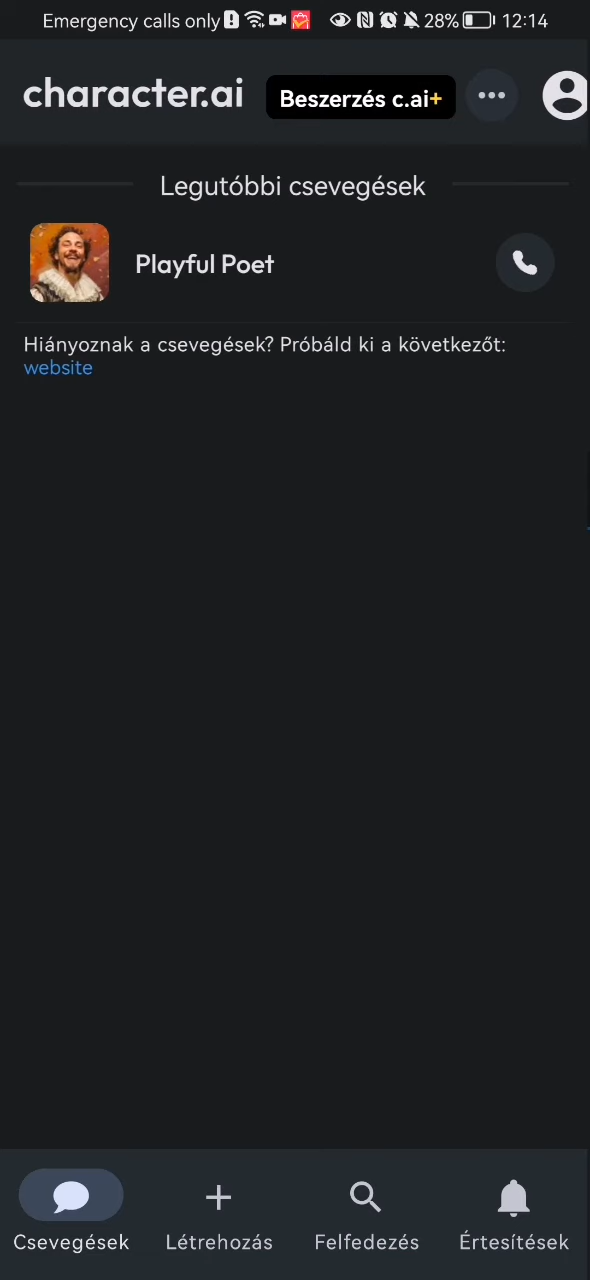 Emergency calls only 28% 12:14
character.ai Beszerzés c.ai+
Legutóbbi csevegések
Playful Poet
Hiányoznak a csevegések? Próbáld ki a következőt:
website
Csevegések Létrehozás Felfedezés Értesítések